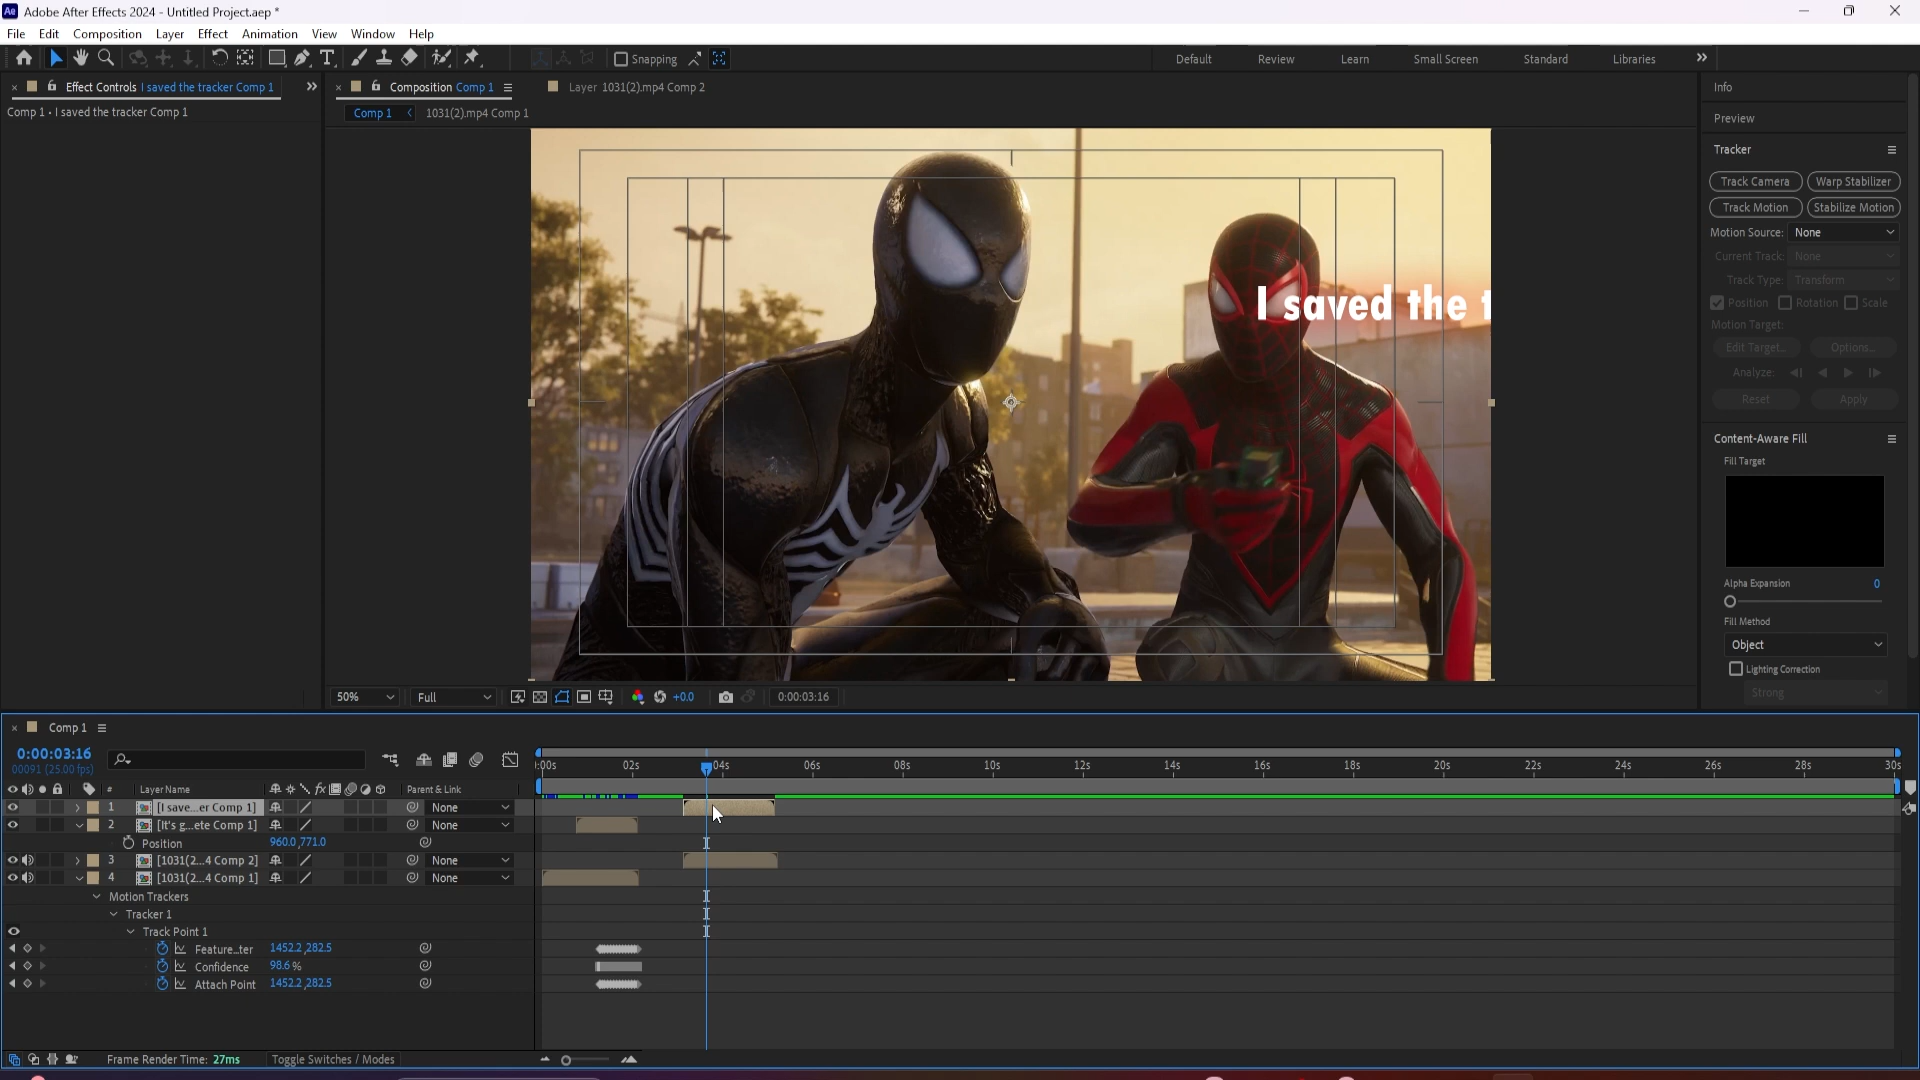 Adobe After Effects 2024 - Untitled Project.aep *
File Edit Composition Layer Effect Animation View Window Help
Snapping
Default Review Learn Small Screen Standard Libraries
Effect Controls I saved the tracker Comp 1
Comp 1 • I saved the tracker Comp 1
Composition Comp 1
Layer 1031(2).mp4 Comp 2
Comp 1 1031(2).mp4 Comp 1
I saved the t
50% Full +0.0 0:00:03:16
Info
Preview
Tracker
Track Camera Warp Stabilizer
Track Motion Stabilize Motion
Motion Source: None
Current Track: None
Track Type: Transform
Position Rotation Scale
Motion Target:
Edit Target... Options...
Analyze:
Reset Apply
Content-Aware Fill
Fill Target
Alpha Expansion 0
Fill Method
Object
Lighting Correction
Strong
Comp 1
0:00:03:16
00091 (25.00 fps)
:00s 02s 04s 06s 08s 10s 12s 14s 16s 18s 20s 22s 24s 26s 28s 30s
# Layer Name Parent & Link
1 [I save...er Comp 1] None
2 [It's g...ete Comp 1] None
Position 960.0,771.0
3 [1031(2...4 Comp 2] None
4 [1031(2...4 Comp 1] None
Motion Trackers
Tracker 1
Track Point 1
Feature...ter 1452.2,282.5
Confidence 98.6%
Attach Point 1452.2,282.5
Frame Render Time: 27ms Toggle Switches / Modes